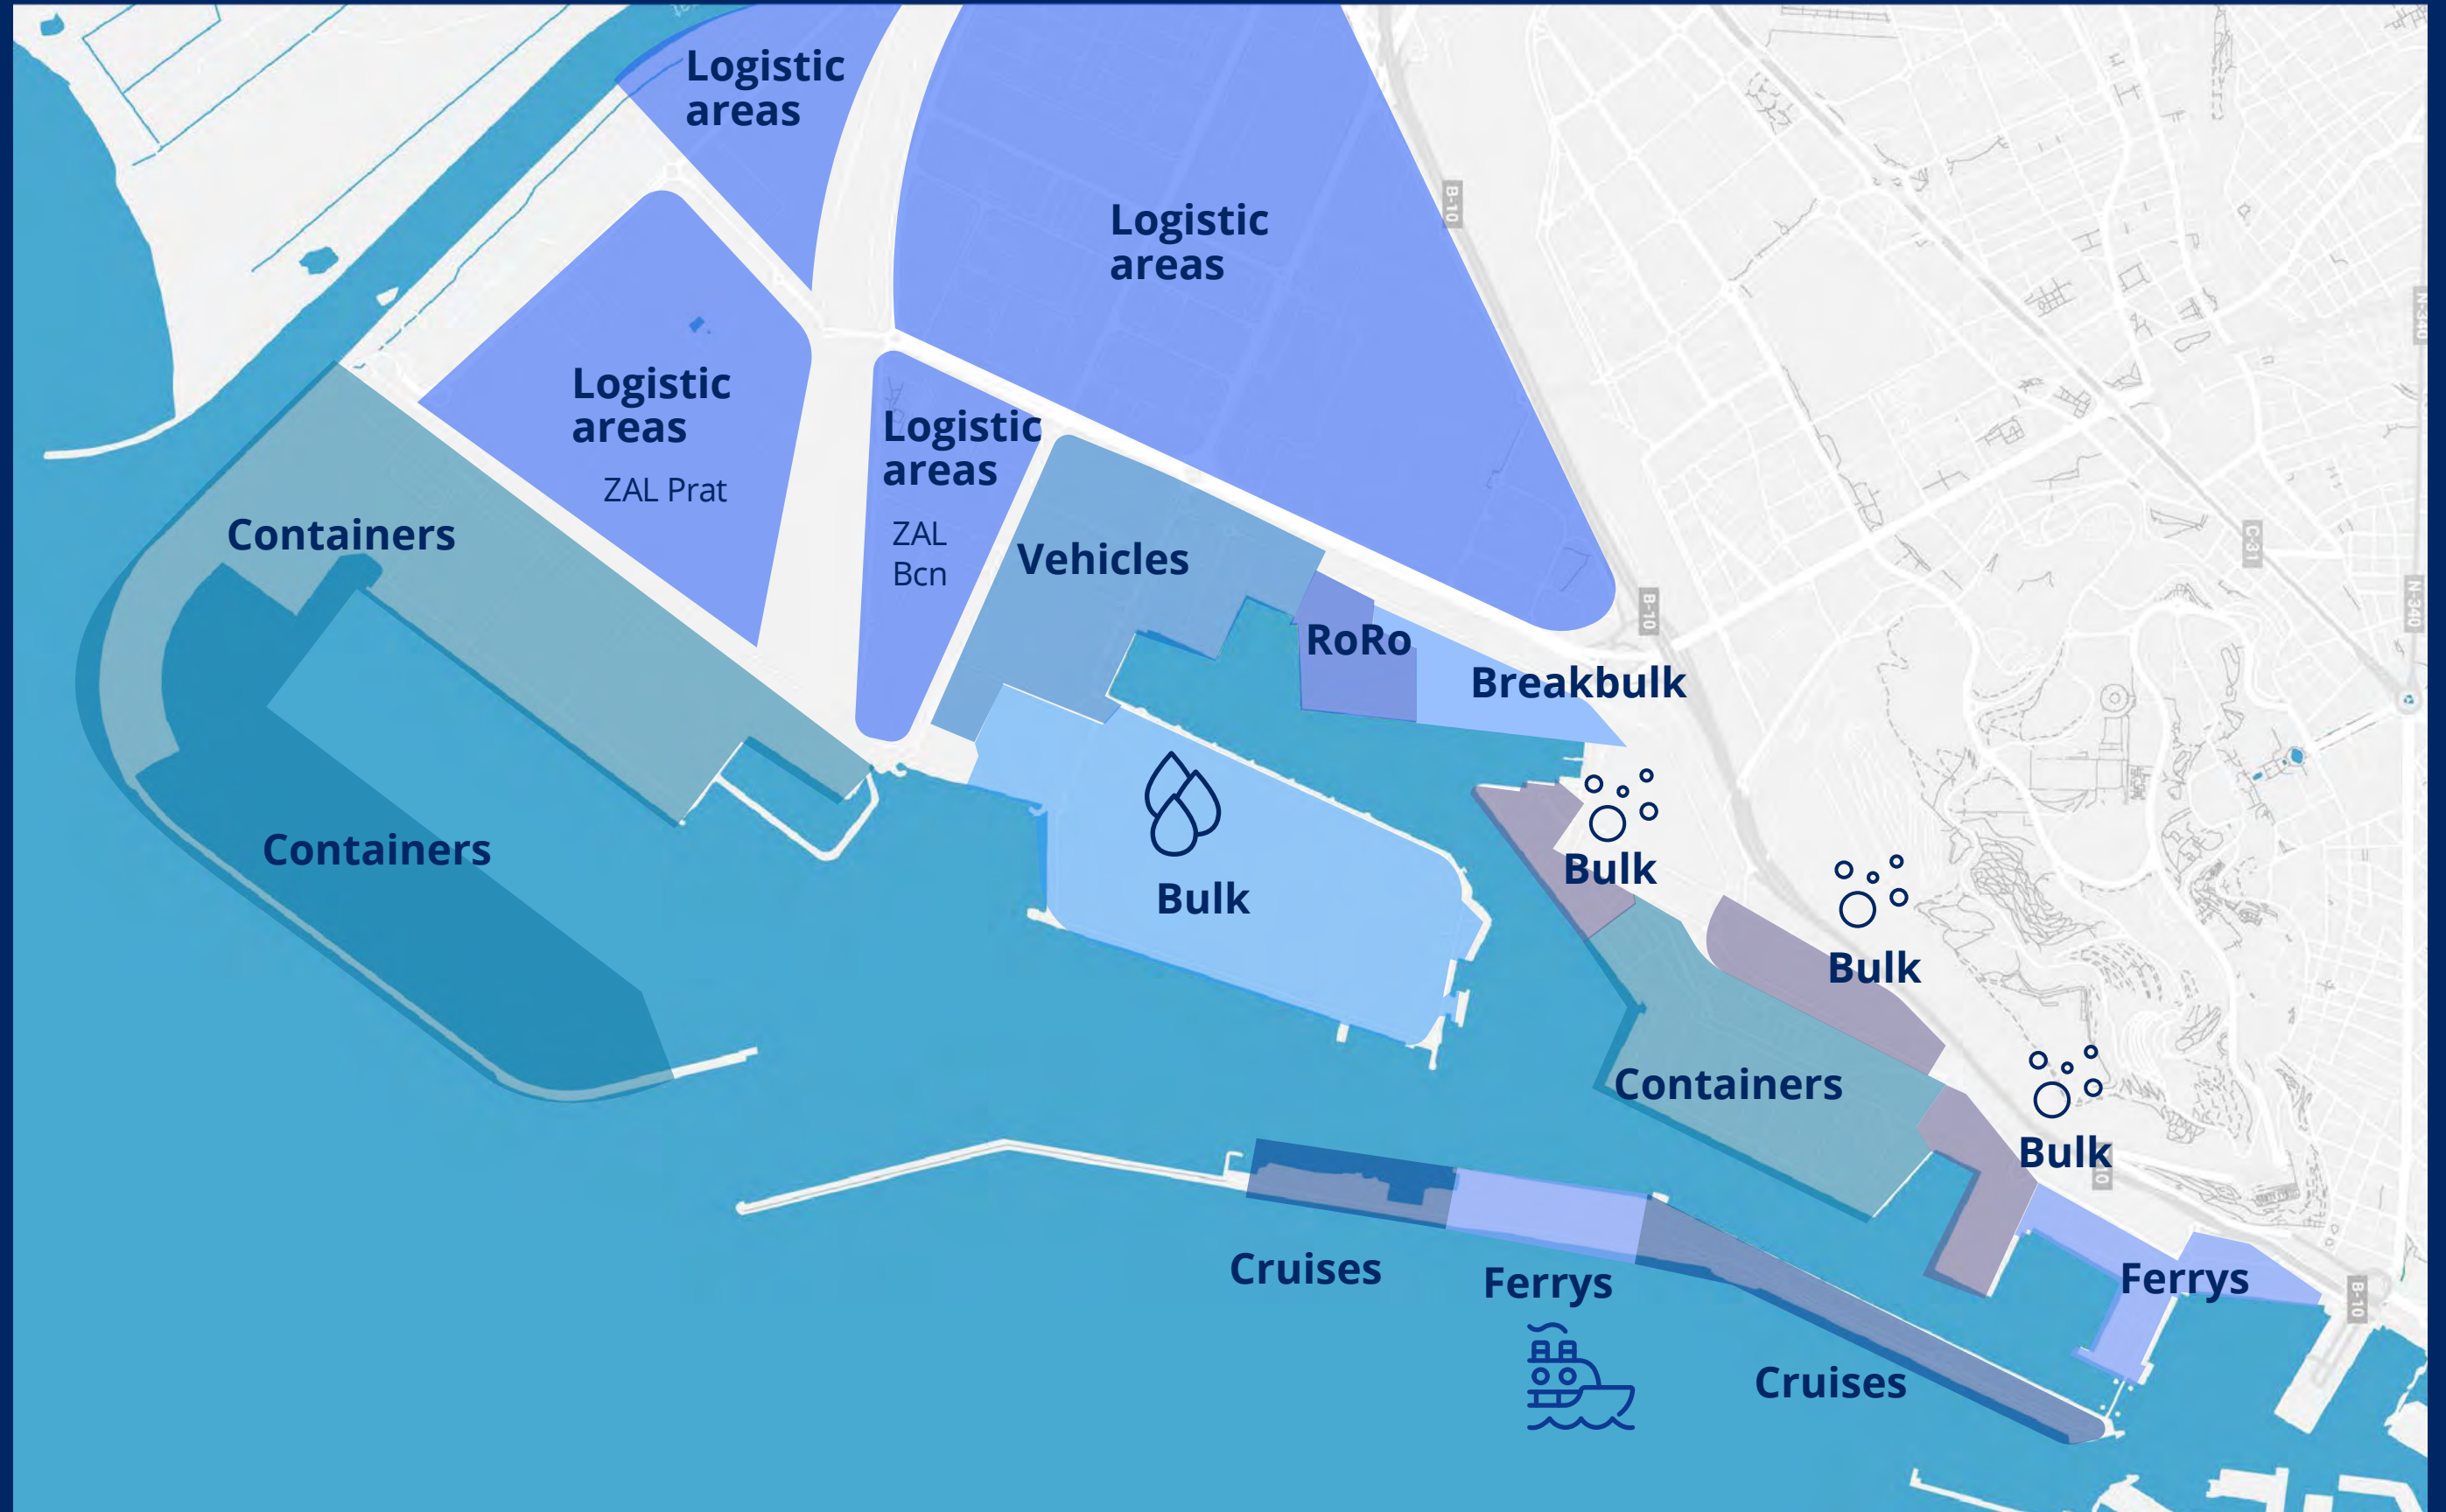 Logistic
areas
Logistic
areas
B-10
N-340
Logistic
areas
ZAL Prat
Logistic
areas
ZAL
Bcn
Containers
Vehicles
C-31
B-10
N-340
RoRo
Breakbulk
Containers
Bulk
Bulk
Bulk
Containers
Bulk
Cruises
Ferrys
Ferrys
B-10
Cruises